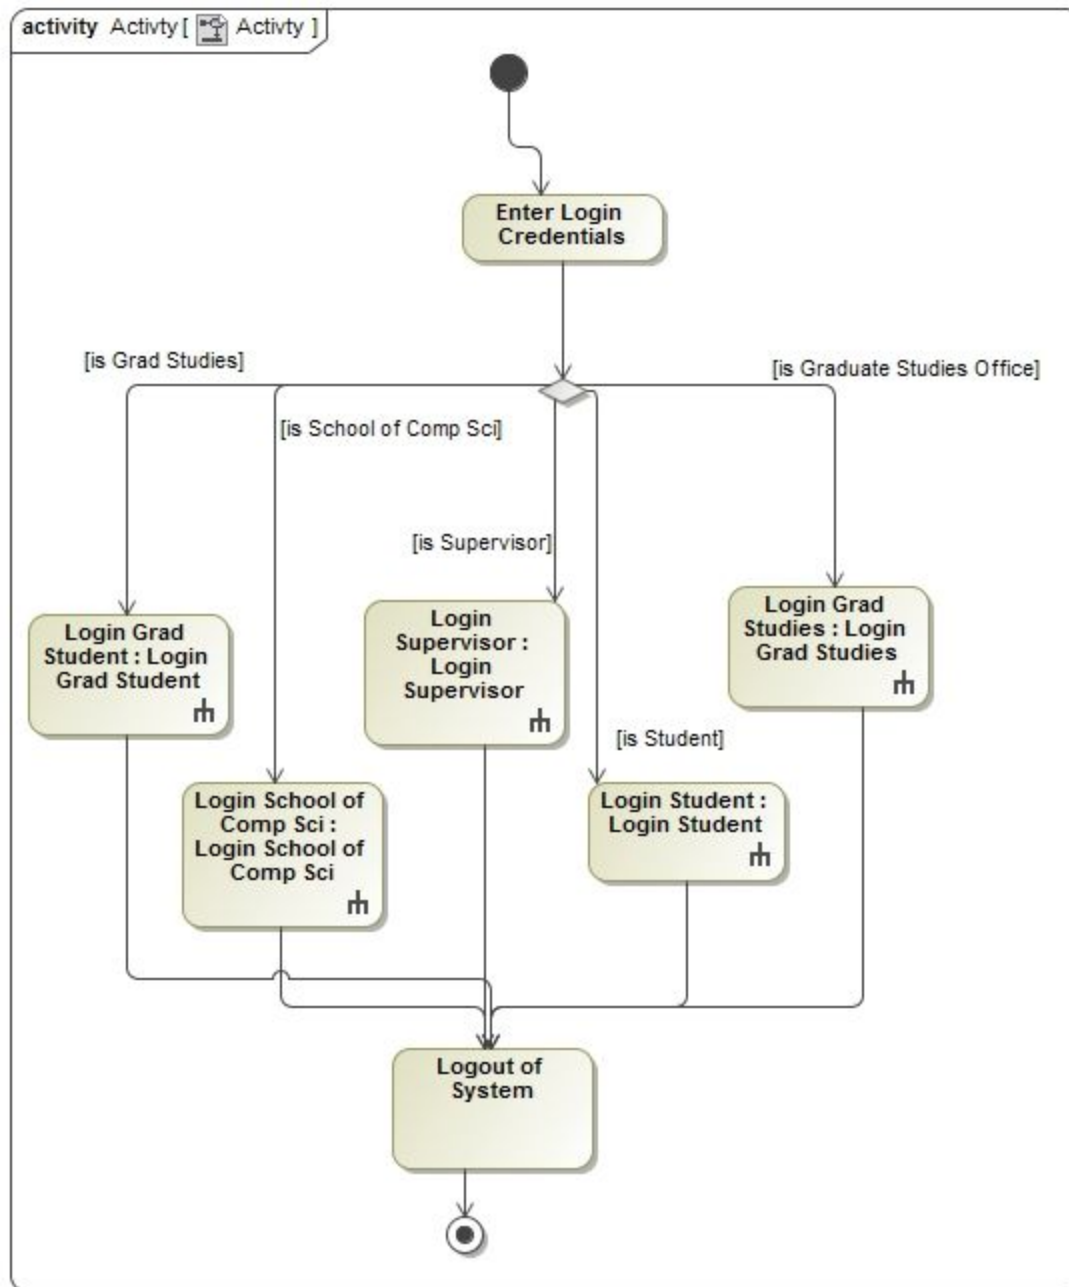 activity Activty [ Activty ]
Enter Login
Credentials
[is Grad Studies]
[is Graduate Studies Office]
[is School of Comp Sci]
[is Supervisor]
Login Grad
Student : Login
Grad Student
Login
Supervisor :
Login
Supervisor
Login Grad
Studies : Login
Grad Studies
[is Student]
Login School of
Comp Sci :
Login School of
Comp Sci
Login Student :
Login Student
Logout of
System